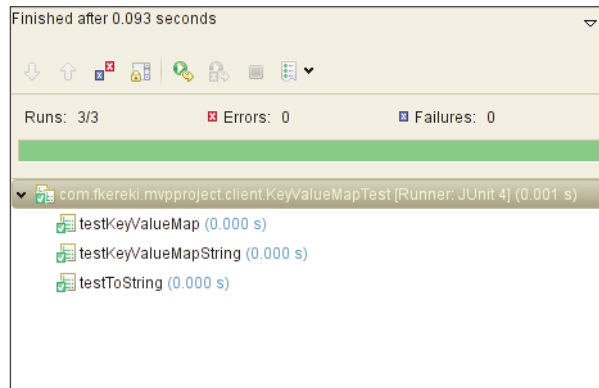 Finished after 0.093 seconds
Runs: 3/3 Errors: 0 Failures: 0
com.fkereki.mvpproject.client.KeyValueMapTest [Runner: JUnit 4] (0.001 s)
testKeyValueMap (0.000 s)
testKeyValueMapString (0.000 s)
testToString (0.000 s)